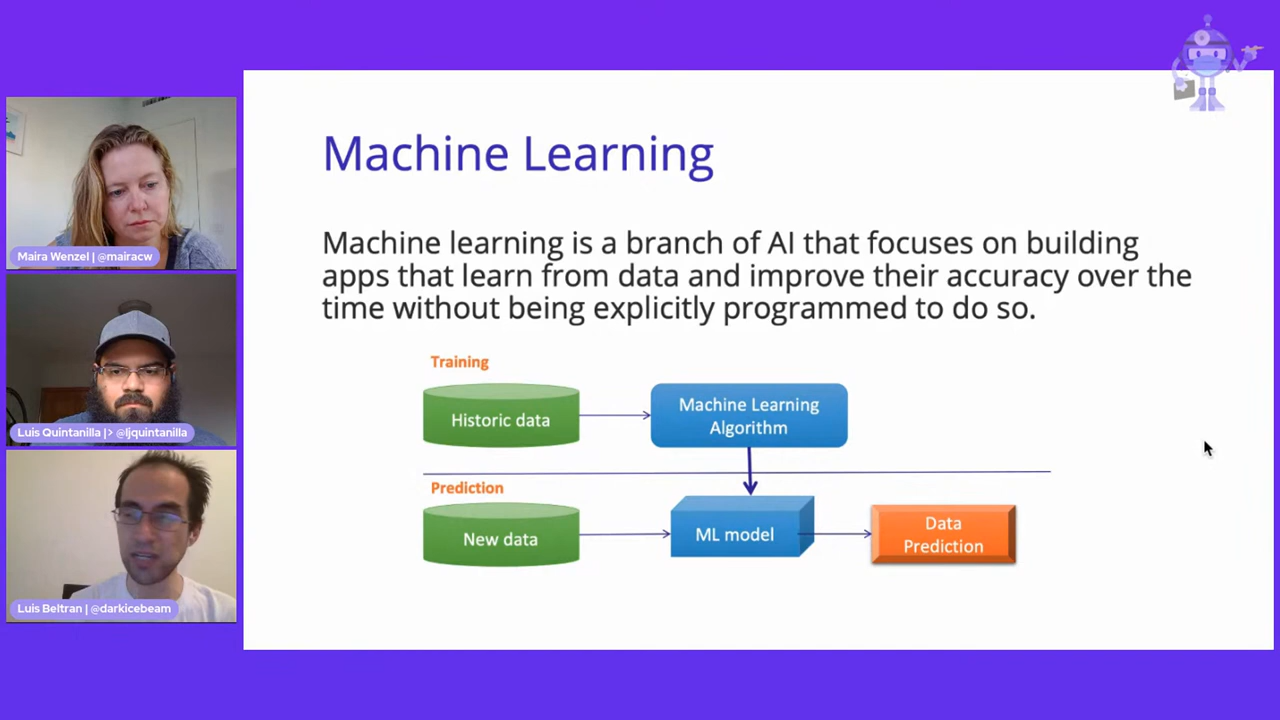 Maira Wenzel | @mairacw
Luis Quintanilla |> @ljquintanilla
Luis Beltran | @darkicebeam
Machine Learning
Machine learning is a branch of AI that focuses on building
apps that learn from data and improve their accuracy over the
time without being explicitly programmed to do so.
Training
Historic data
Machine Learning
Algorithm
Prediction
New data
ML model
Data
Prediction